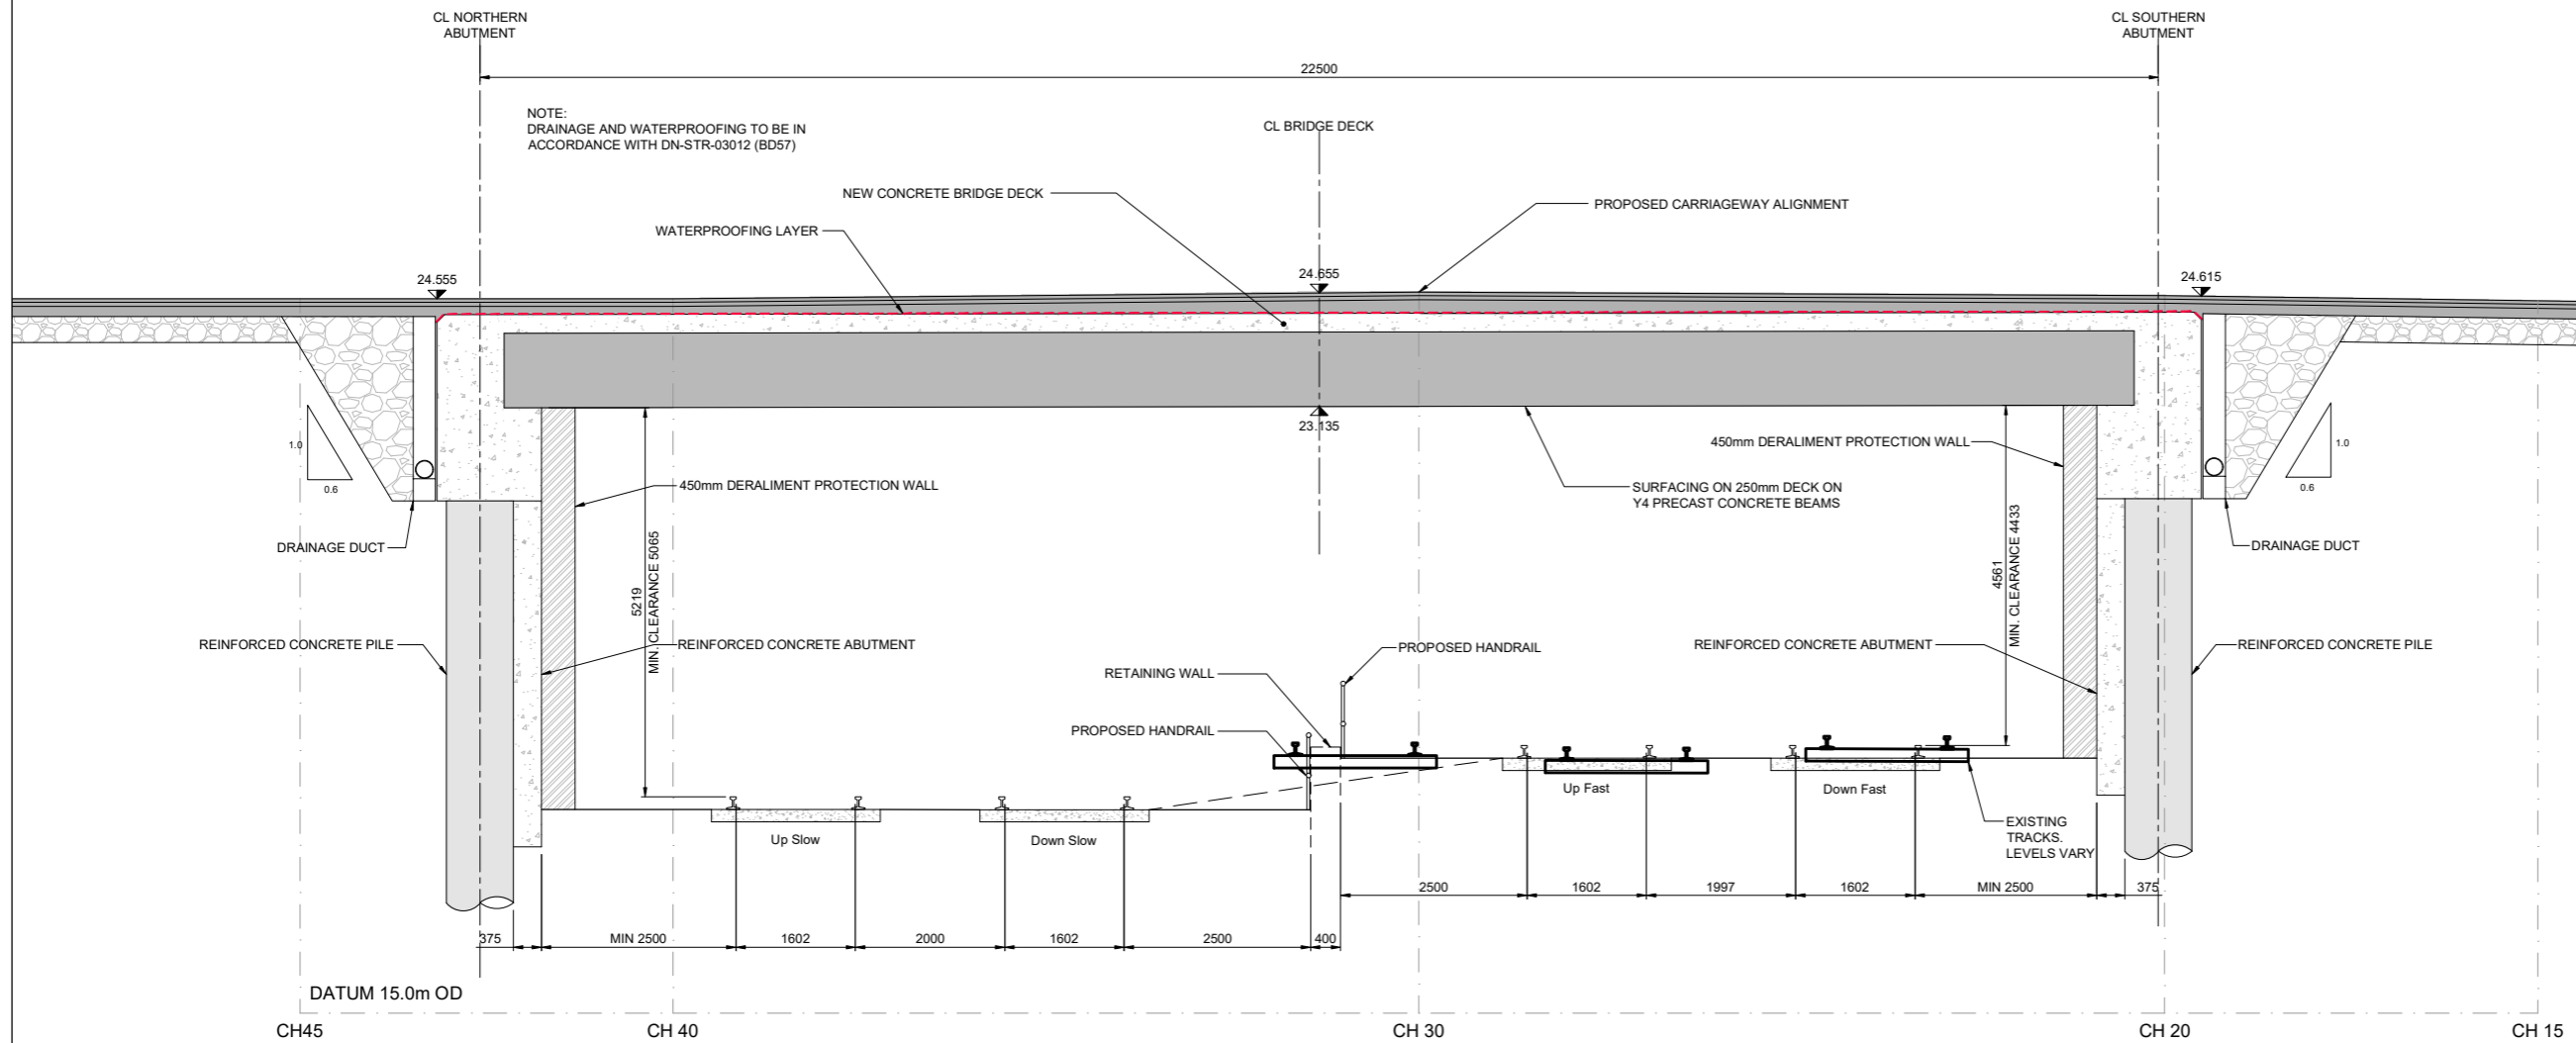 CL NORTHERN
ABUTMENT
CL SOUTHERN
ABUTMENT
22500
NOTE:
DRAINAGE AND WATERPROOFING TO BE IN
ACCORDANCE WITH DN-STR-03012 (BD57)
CL BRIDGE DECK
NEW CONCRETE BRIDGE DECK
PROPOSED CARRIAGEWAY ALIGNMENT
WATERPROOFING LAYER
24.555
24.655
24.615
23.135
1.0
0.6
450mm DERALIMENT PROTECTION WALL
450mm DERALIMENT PROTECTION WALL
1.0
0.6
SURFACING ON 250mm DECK ON
Y4 PRECAST CONCRETE BEAMS
DRAINAGE DUCT
DRAINAGE DUCT
5219
MIN. CLEARANCE 5065
4561
MIN. CLEARANCE 4433
REINFORCED CONCRETE PILE
REINFORCED CONCRETE ABUTMENT
PROPOSED HANDRAIL
REINFORCED CONCRETE ABUTMENT
REINFORCED CONCRETE PILE
RETAINING WALL
PROPOSED HANDRAIL
Up Fast
Down Fast
EXISTING
TRACKS.
LEVELS VARY
Up Slow
Down Slow
2500
1602
1997
1602
MIN 2500
375
375
MIN 2500
1602
2000
1602
2500
400
DATUM 15.0m OD
CH45
CH 40
CH 30
CH 20
CH 15